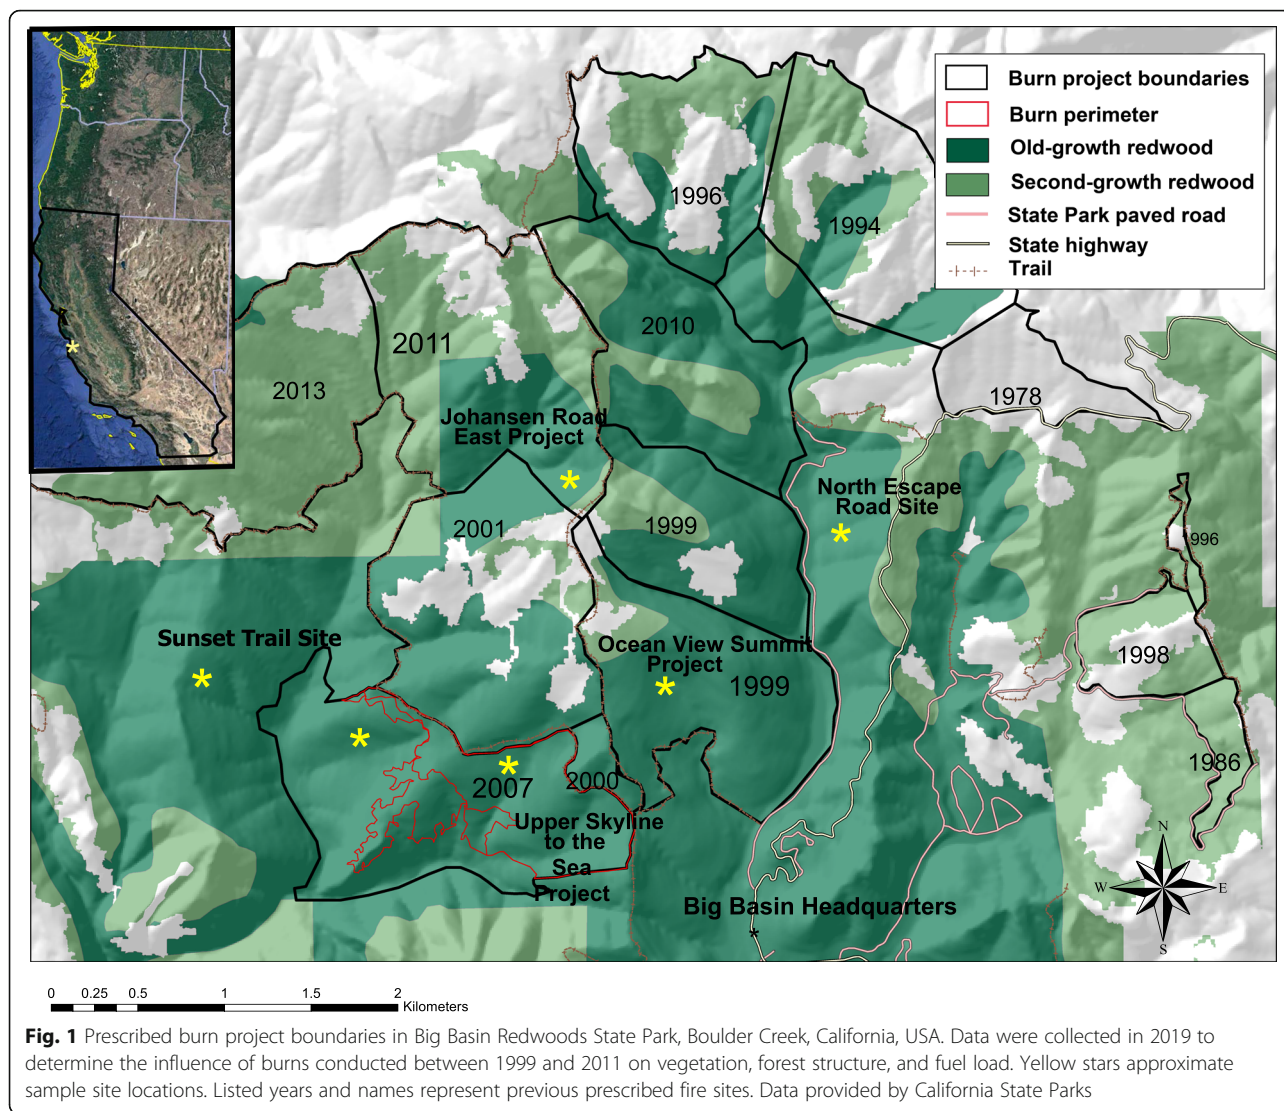 Burn project boundaries
Burn perimeter
Old-growth redwood
Second-growth redwood
State Park paved road
State highway
Trail
1996
1994
2010
2011
2013
1978
Johansen Road
East Project
North Escape
Road Site
2001
1999
996
Sunset Trail Site
Ocean View Summit
Project
1999
1998
1986
2007
2000
Upper Skyline
to the
Sea
Project
Big Basin Headquarters
N
W
E
S
0 0.25 0.5 1 1.5 2
Kilometers
Fig. 1 Prescribed burn project boundaries in Big Basin Redwoods State Park, Boulder Creek, California, USA. Data were collected in 2019 to
determine the influence of burns conducted between 1999 and 2011 on vegetation, forest structure, and fuel load. Yellow stars approximate
sample site locations. Listed years and names represent previous prescribed fire sites. Data provided by California State Parks